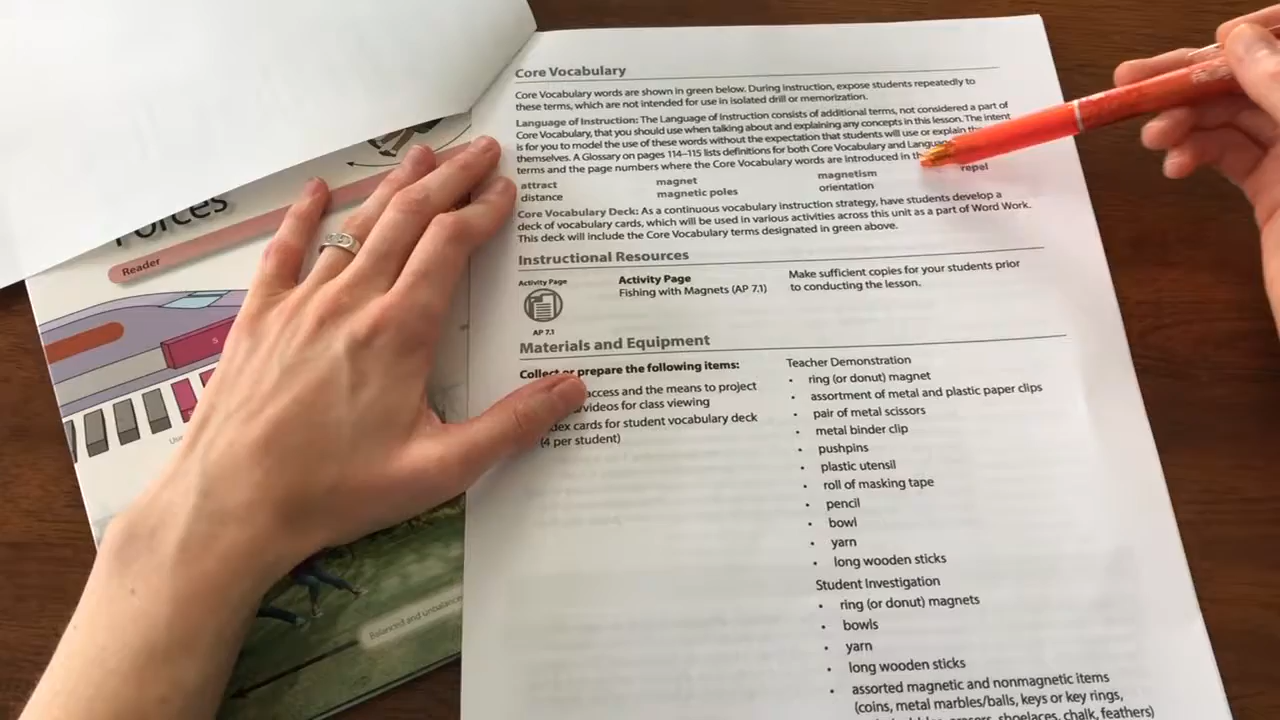 Forces
Reader
5
Balanced and unbalance
Core Vocabulary
Core Vocabulary words are shown in green below. During instruction, expose students repeatedly to
these terms, which are not intended for use in isolated drill or memorization.
Language of Instruction: The Language of Instruction consists of additional terms, not considered a part of
Core Vocabulary, that you should use when talking about and explaining any concepts in this lesson. The intent
is for you to model the use of these words without the expectation that students will use or explain
themselves. A Glossary on pages 114–115 lists definitions for both Core Vocabulary and
terms and the page numbers where the Core Vocabulary words are introduced in
attract magnet magnetism repel
distance magnetic poles orientation
Core Vocabulary Deck: As a continuous vocabulary instruction strategy, have students develop a
deck of vocabulary cards, which will be used in various activities across this unit as a part of Word Work.
This deck will include the Core Vocabulary terms designated in green above.
Instructional Resources
Activity Page
AP 7.1
Activity Page
Fishing with Magnets (AP 7.1)
Make sufficient copies for your students prior
to conducting the lesson.
Materials and Equipment
Collect or prepare the following items:
access and the means to project
/videos for class viewing
dex cards for student vocabulary deck
(4 per student)
Teacher Demonstration
• ring (or donut) magnet
• assortment of metal and plastic paper clips
• pair of metal scissors
• metal binder clip
• pushpins
• plastic utensil
• roll of masking tape
• pencil
• bowl
• yarn
• long wooden sticks
Student Investigation
• ring (or donut) magnets
• bowls
• yarn
• long wooden sticks
• assorted magnetic and nonmagnetic items
(coins, metal marbles/balls, keys or key rings,
shoelaces, chalk, feathers)